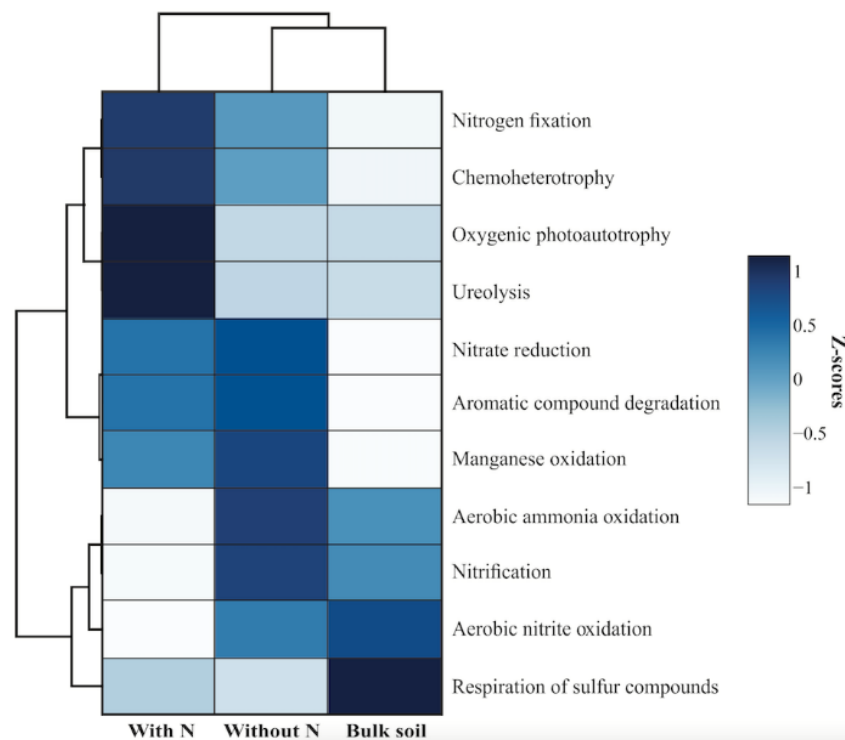 Nitrogen fixation
Chemoheterotrophy
Oxygenic photoautotrophy
Ureolysis
Nitrate reduction
Aromatic compound degradation
Manganese oxidation
Aerobic ammonia oxidation
Nitrification
Aerobic nitrite oxidation
Respiration of sulfur compounds
With N Without N Bulk soil
1
0.5
0
−0.5
−1
Z-scores